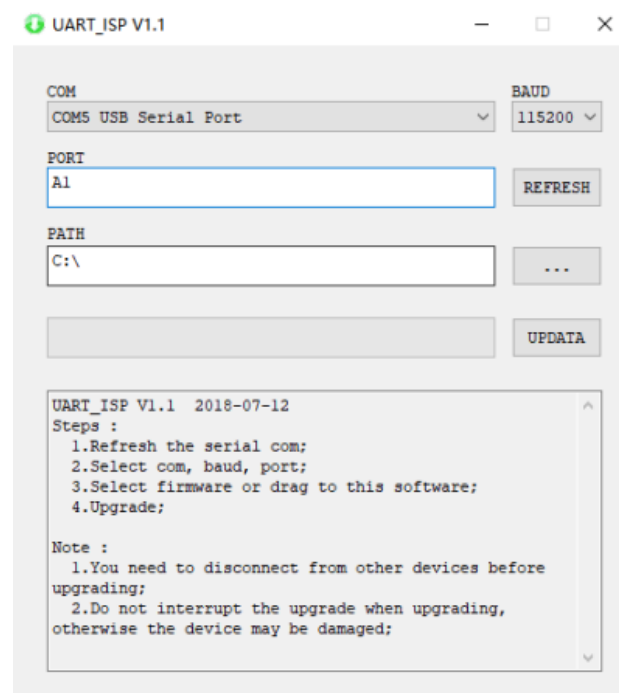 UART_ISP V1.1
COM
BAUD
COM5 USB Serial Port
115200
PORT
A1
REFRESH
PATH
C:\
...
UPDATA
UART_ISP V1.1  2018-07-12
Steps :
  1.Refresh the serial com;
  2.Select com, baud, port;
  3.Select firmware or drag to this software;
  4.Upgrade;
Note :
  1.You need to disconnect from other devices before
upgrading;
  2.Do not interrupt the upgrade when upgrading,
otherwise the device may be damaged;